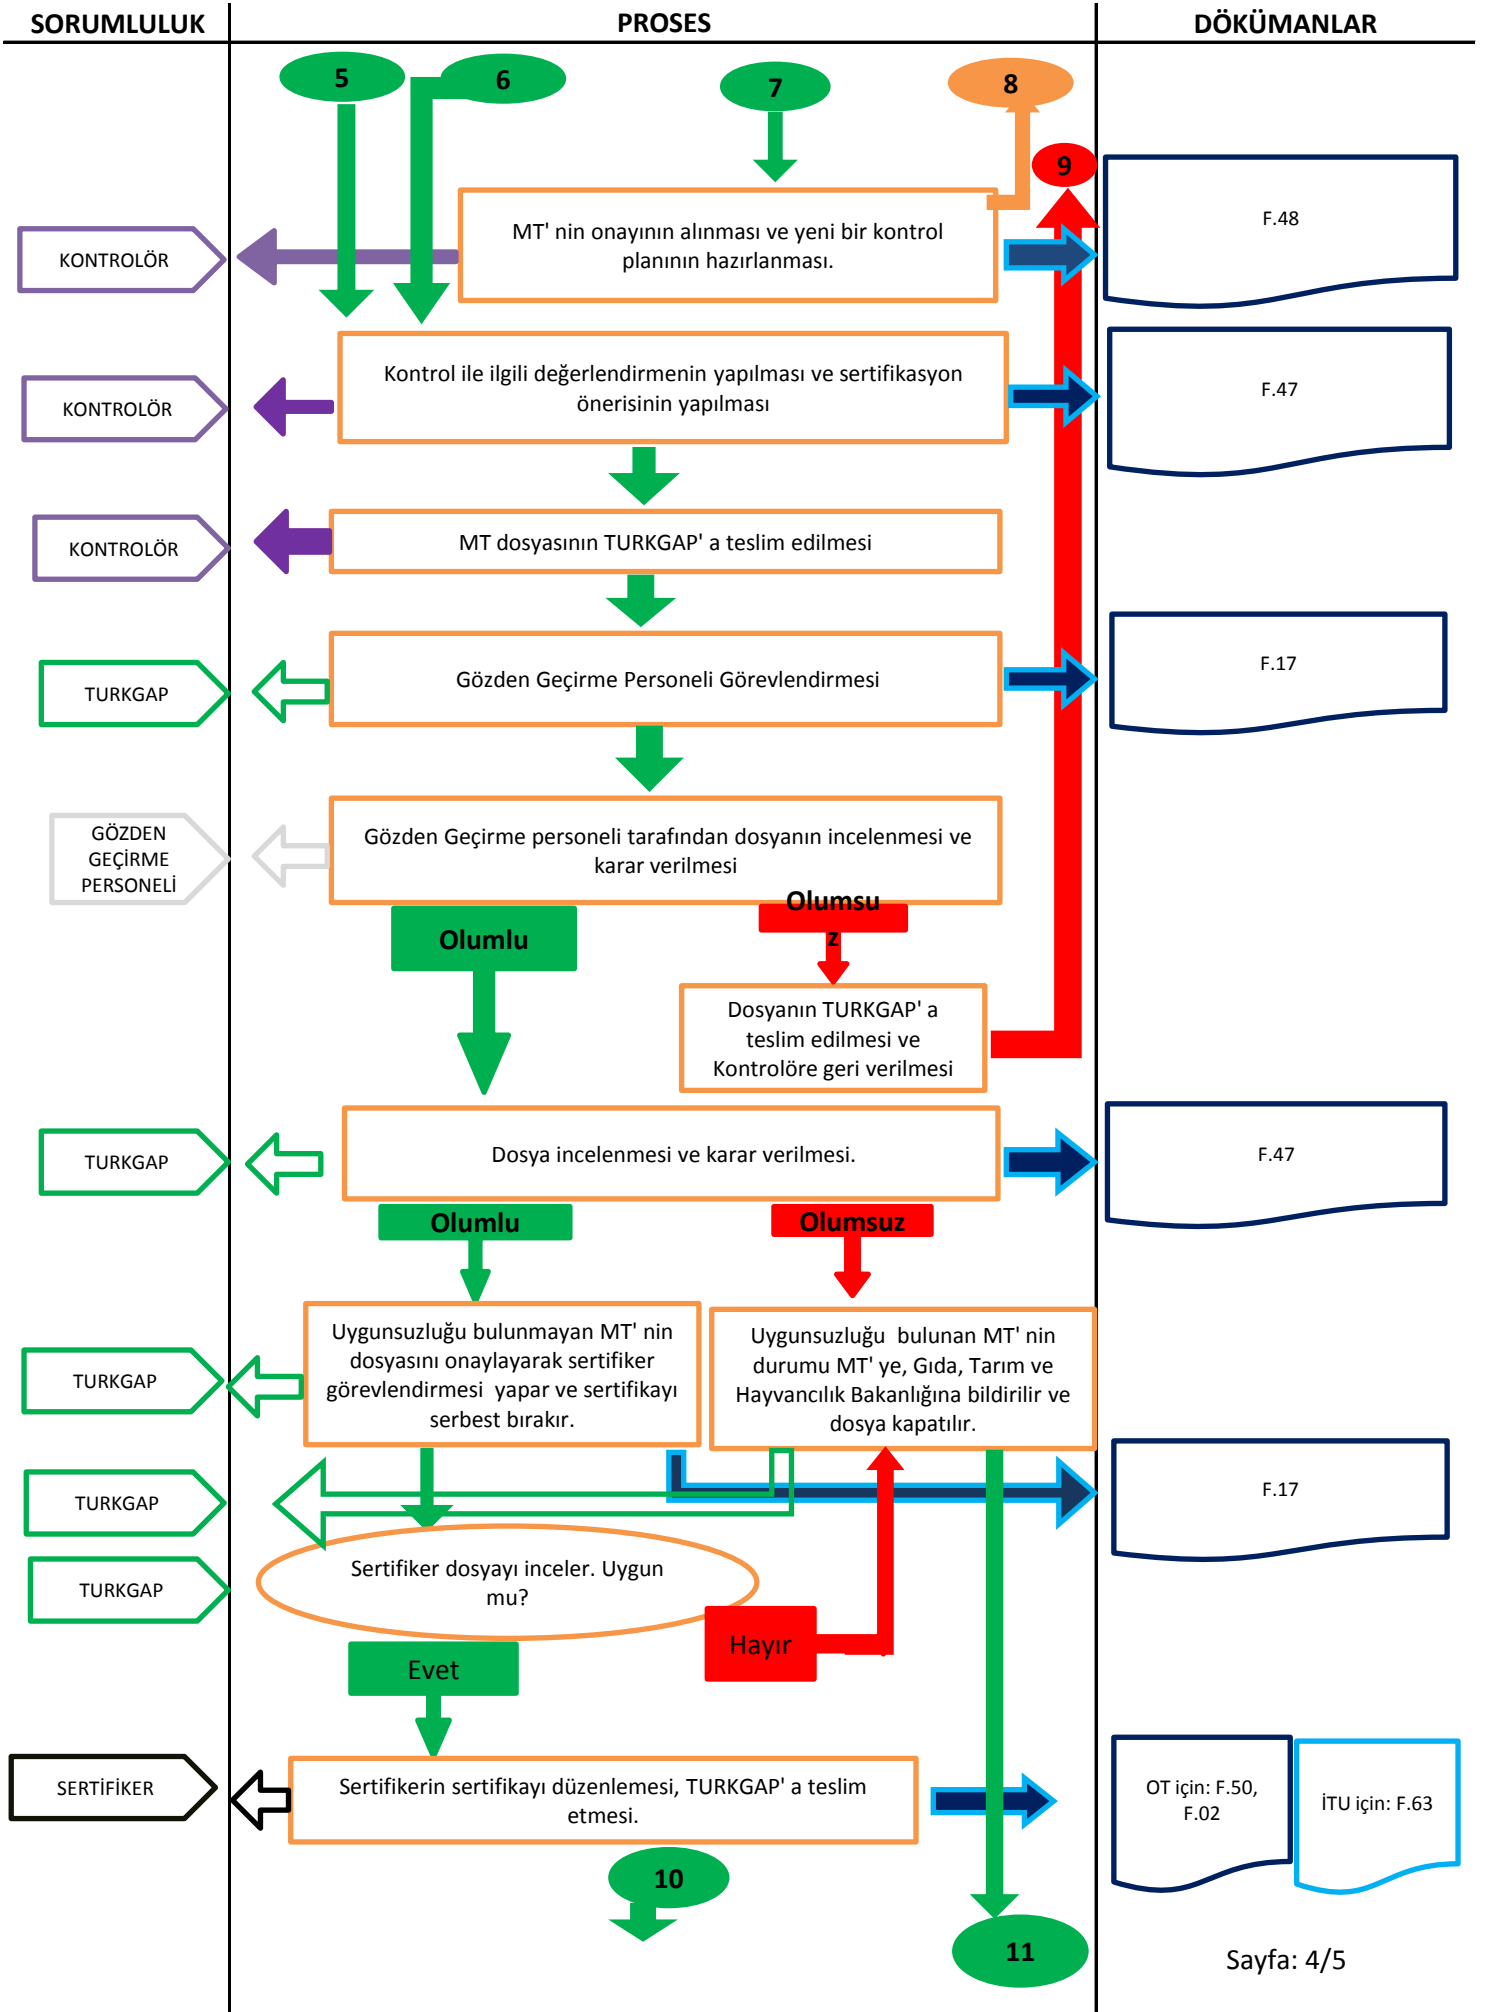 SORUMLULUK
PROSES
DÖKÜMANLAR
5
6
7
8
9
KONTROLÖR
MT' nin onayının alınması ve yeni bir kontrol
planının hazırlanması.
F.48
KONTROLÖR
Kontrol ile ilgili değerlendirmenin yapılması ve sertifikasyon
önerisinin yapılması
F.47
KONTROLÖR
MT dosyasının TURKGAP' a teslim edilmesi
TURKGAP
Gözden Geçirme Personeli Görevlendirmesi
F.17
GÖZDEN
GEÇİRME
PERSONELİ
Gözden Geçirme personeli tarafından dosyanın incelenmesi ve
karar verilmesi
Olumlu
Olumsu
z
Dosyanın TURKGAP' a
teslim edilmesi ve
Kontrolöre geri verilmesi
TURKGAP
Dosya incelenmesi ve karar verilmesi.
F.47
Olumlu
Olumsuz
TURKGAP
Uygunsuzluğu bulunmayan MT' nin
dosyasını onaylayarak sertifiker
görevlendirmesi  yapar ve sertifikayı
serbest bırakır.
Uygunsuzluğu  bulunan MT' nin
durumu MT' ye, Gıda, Tarım ve
Hayvancılık Bakanlığına bildirilir ve
dosya kapatılır.
TURKGAP
F.17
TURKGAP
Sertifiker dosyayı inceler. Uygun
mu?
Hayır
Evet
SERTİFİKER
Sertifikerin sertifikayı düzenlemesi, TURKGAP' a teslim
etmesi.
OT için: F.50,
F.02
İTU için: F.63
10
11
Sayfa: 4/5